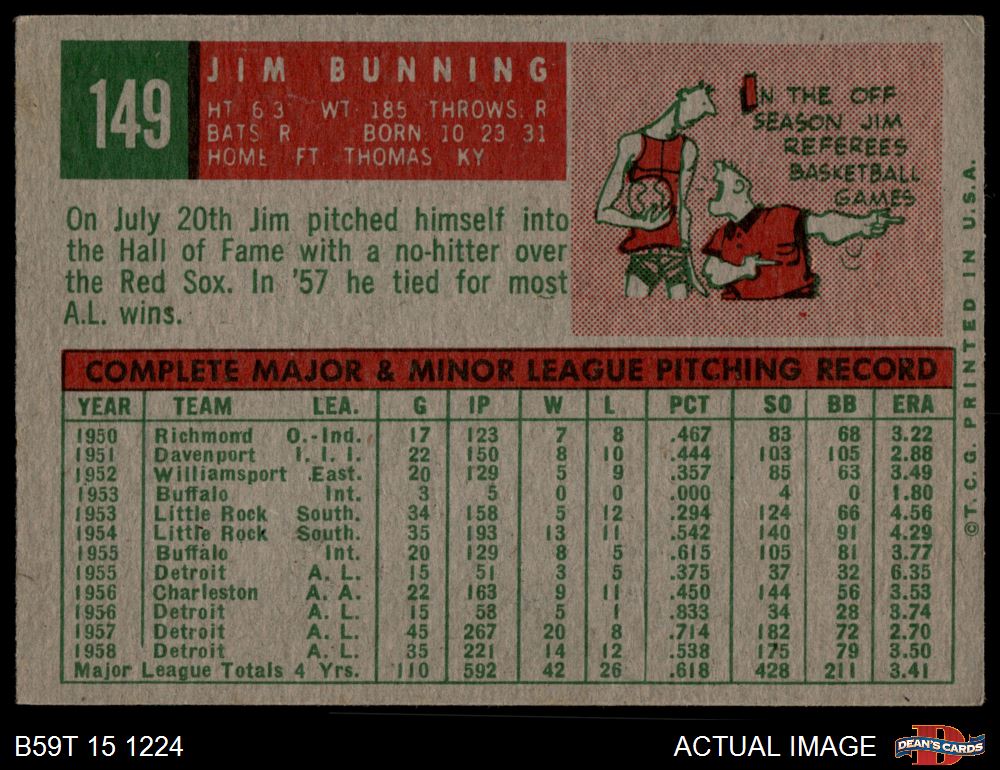 149
JIM BUNNING
HT 6 3 WT 185 THROWS: R
BATS R BORN 10 23 31
HOME FT. THOMAS KY
IN THE OFF
SEASON JIM
REFEREES
BASKETBALL
GAMES
On July 20th Jim pitched himself into
the Hall of Fame with a no-hitter over
the Red Sox. In '57 he tied for most
A.L. wins.
COMPLETE MAJOR & MINOR LEAGUE PITCHING RECORD
YEAR TEAM LEA. G IP W L PCT SO BB ERA
1950 Richmond O.-Ind. 17 123 7 8 .467 83 68 3.22
1951 Davenport I. I. I. 22 150 8 10 .444 103 105 2.88
1952 Williamsport East. 20 129 5 9 .357 85 63 3.49
1953 Buffalo Int. 3 5 0 0 .000 4 0 1.80
1953 Little Rock South. 34 158 5 12 .294 124 66 4.56
1954 Little Rock South. 35 193 13 11 .542 140 91 4.29
1955 Buffalo Int. 20 129 8 5 .615 105 81 3.77
1955 Detroit A. L. 15 51 3 5 .375 37 32 6.35
1956 Charleston A. A. 22 163 9 11 .450 144 56 3.53
1956 Detroit A. L. 15 58 5 1 .833 34 28 3.74
1957 Detroit A. L. 45 267 20 8 .714 182 72 2.70
1958 Detroit A. L. 35 221 14 12 .538 175 79 3.50
Major League Totals 4 Yrs. 110 592 42 26 .618 428 211 3.41
©T. C. G. PRINTED IN U.S.A.
B59T 15 1224
ACTUAL IMAGE
D
DEAN'S CARDS